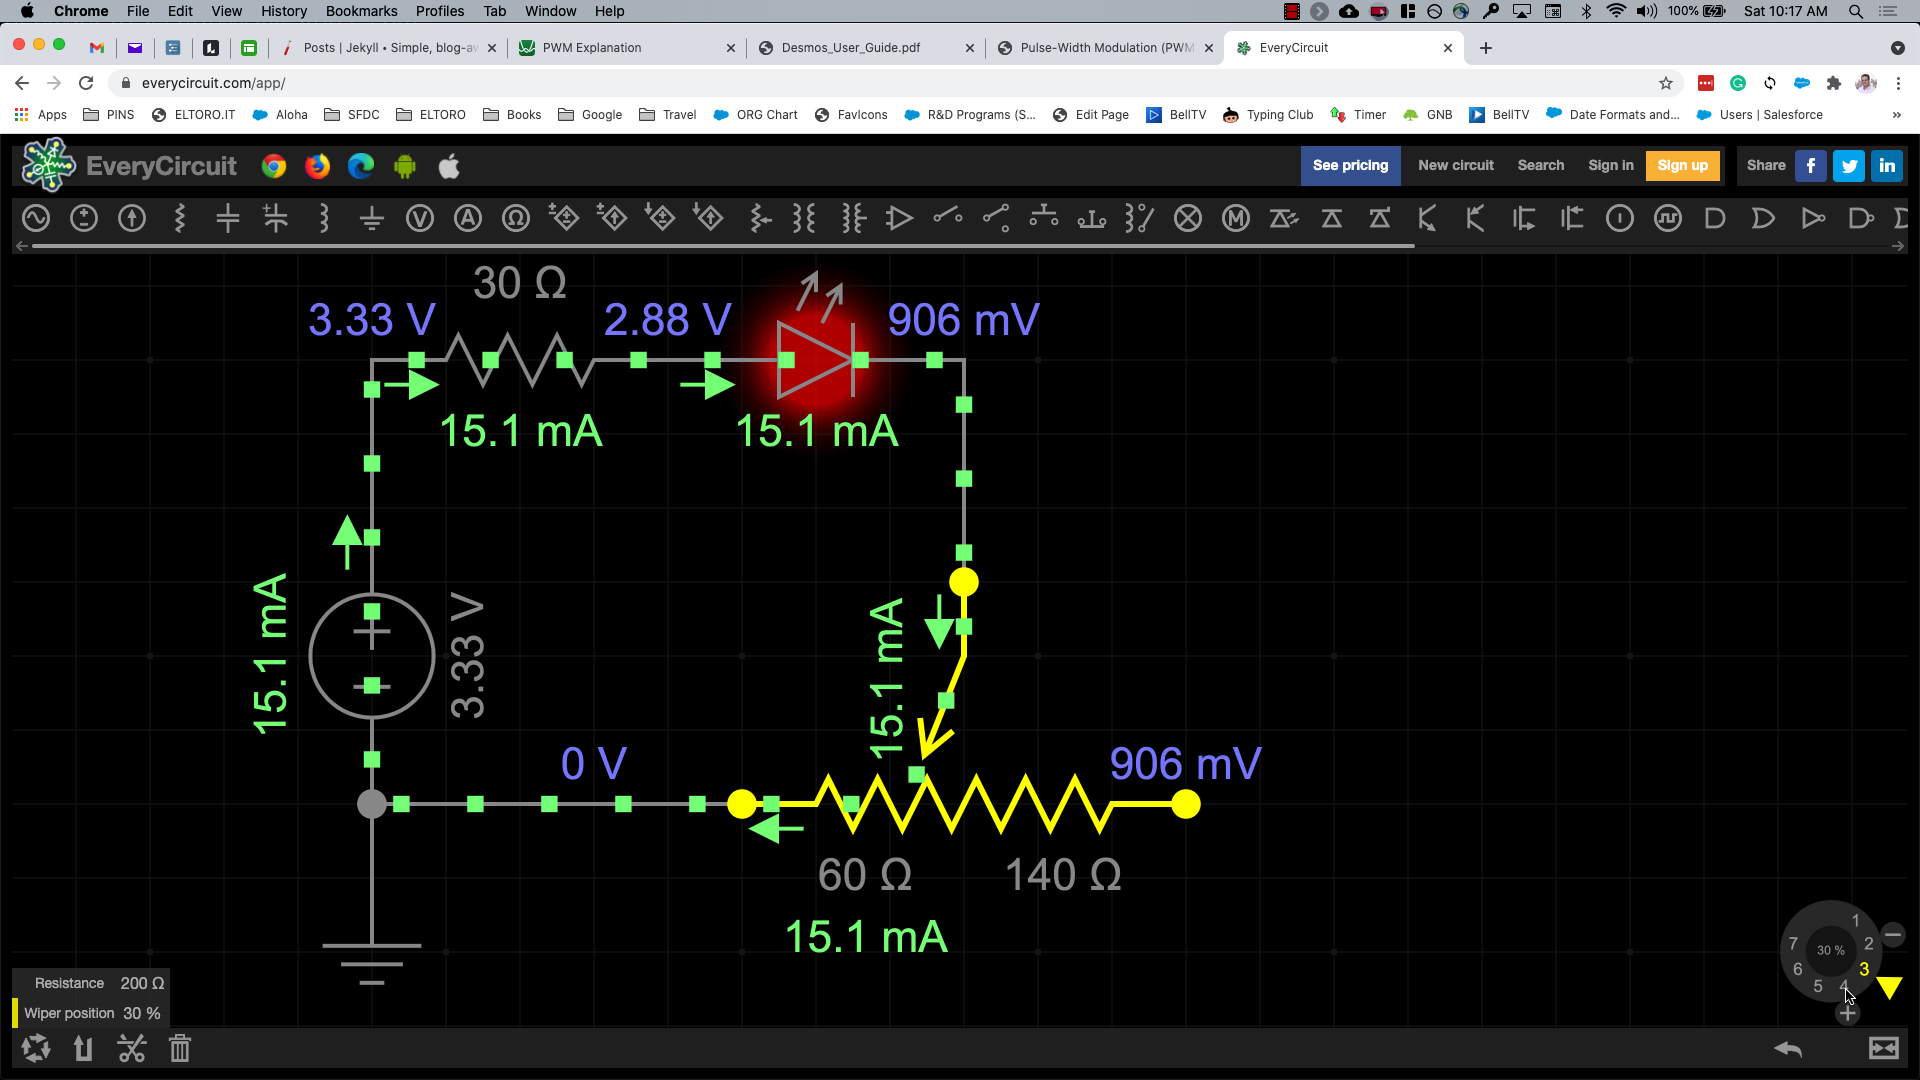 Chrome File Edit View History Bookmarks Profiles Tab Window Help 100% Sat 10:17 AM
Posts | Jekyll • Simple, blog-aw PWM Explanation Desmos_User_Guide.pdf Pulse-Width Modulation (PWM EveryCircuit
everycircuit.com/app/
Apps PINS ELTORO.IT Aloha SFDC ELTORO Books Google Travel ORG Chart FavIcons R&D Programs (S... Edit Page BellTV Typing Club Timer GNB BellTV Date Formats and... Users | Salesforce »
EveryCircuit See pricing New circuit Search Sign in Sign up Share
30 Ω
3.33 V 2.88 V 906 mV
15.1 mA 15.1 mA
15.1 mA
3.33 V
15.1 mA
0 V 906 mV
60 Ω 140 Ω
15.1 mA
1
2
3
4
5
6
7
30 %
Resistance 200 Ω
Wiper position 30 %